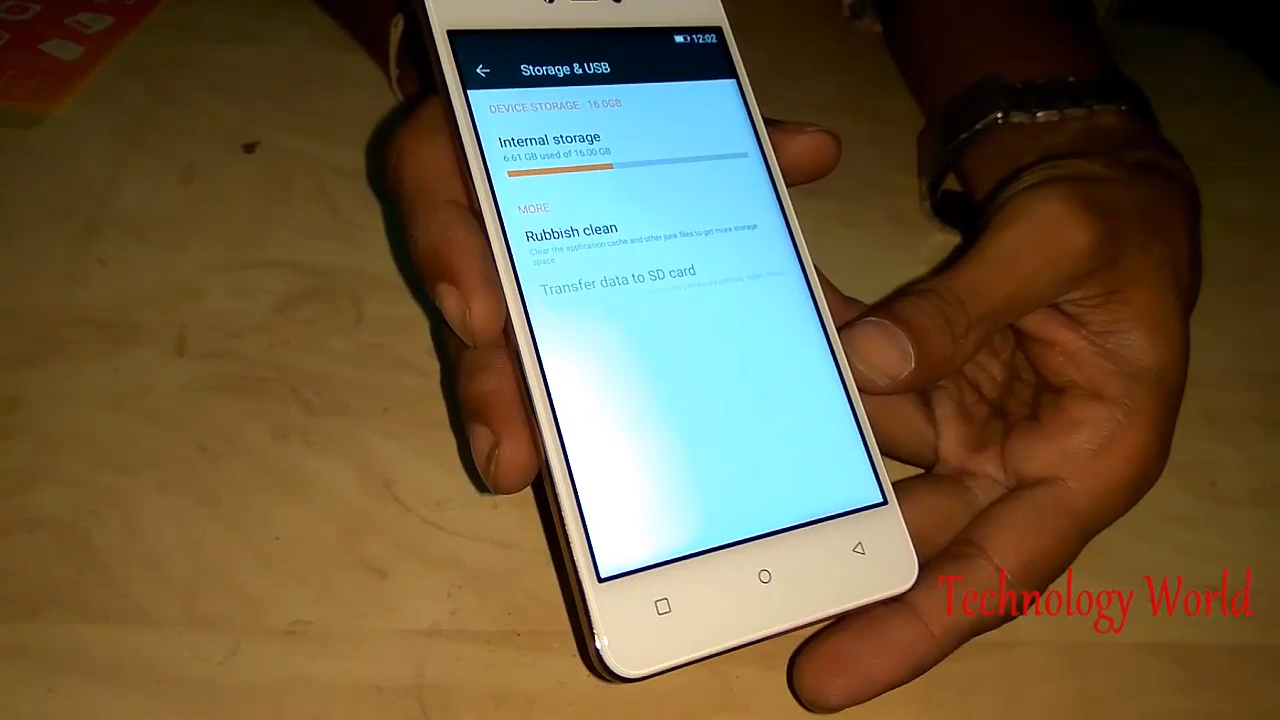 12:02
Storage & USB
DEVICE STORAGE 16.0GB
Internal storage
6.61 GB used of 16.00 GB
MORE
Rubbish clean
Clear the application cache and other junk files to get more storage
space
Transfer data to SD card
Technology World